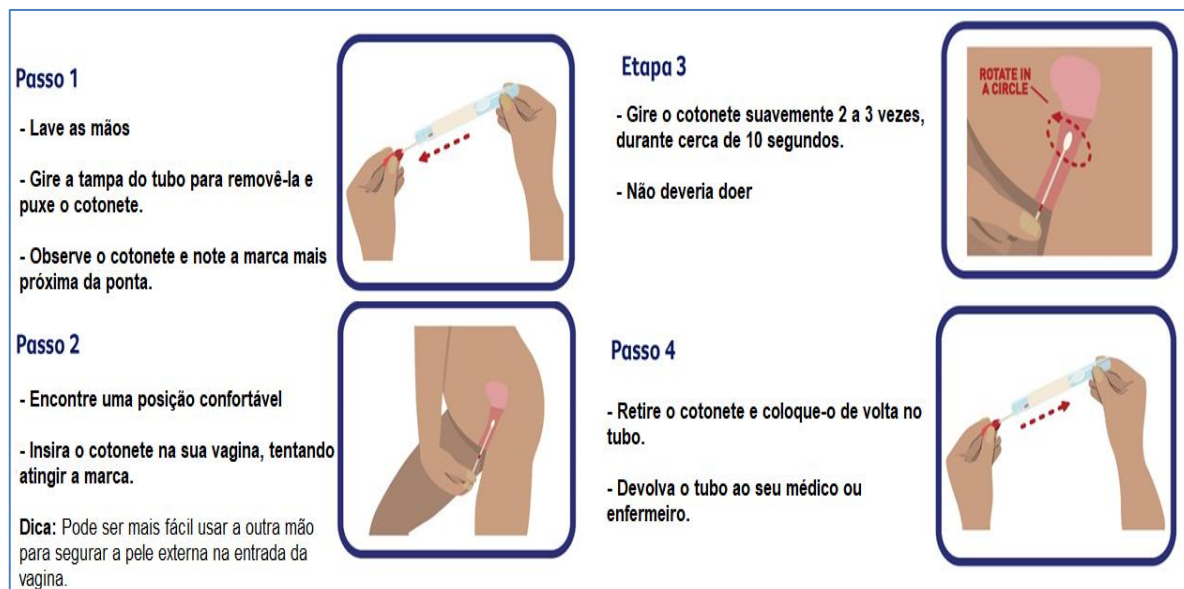 Passo 1
- Lave as mãos
- Gire a tampa do tubo para removê-la e
puxe o cotonete.
- Observe o cotonete e note a marca mais
próxima da ponta.
Passo 2
- Encontre uma posição confortável
- Insira o cotonete na sua vagina, tentando
atingir a marca.
Dica: Pode ser mais fácil usar a outra mão
para segurar a pele externa na entrada da
vagina.
Etapa 3
- Gire o cotonete suavemente 2 a 3 vezes,
durante cerca de 10 segundos.
- Não deveria doer
ROTATE IN
A CIRCLE
Passo 4
- Retire o cotonete e coloque-o de volta no
tubo.
- Devolva o tubo ao seu médico ou
enfermeiro.